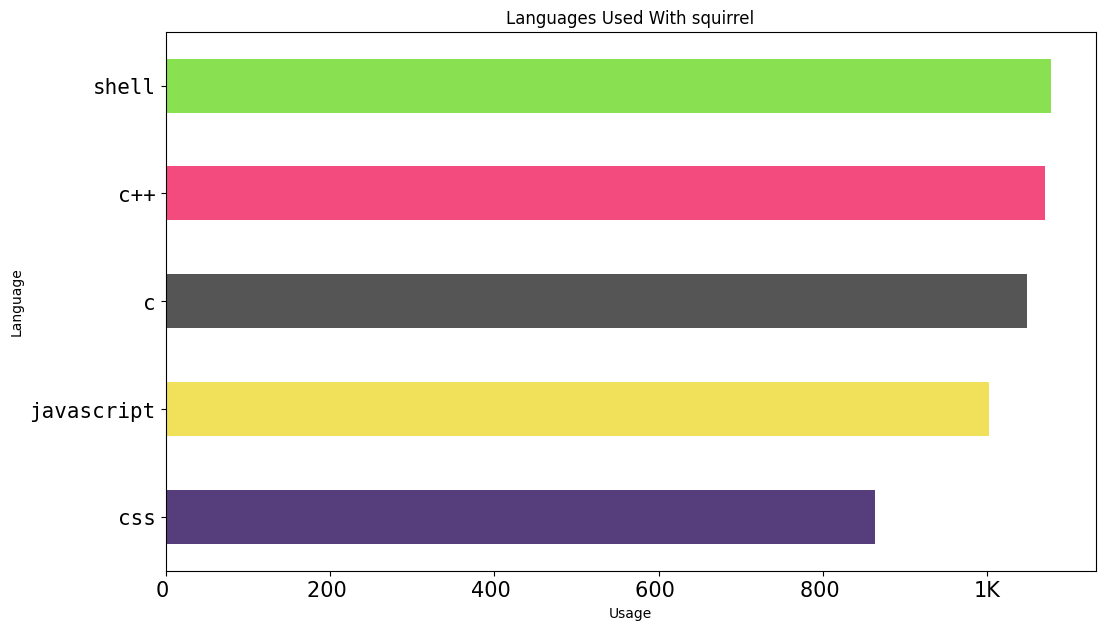 Languages Used With squirrel
shell
c++
c
javascript
css
Language
0 200 400 600 800 1K
Usage